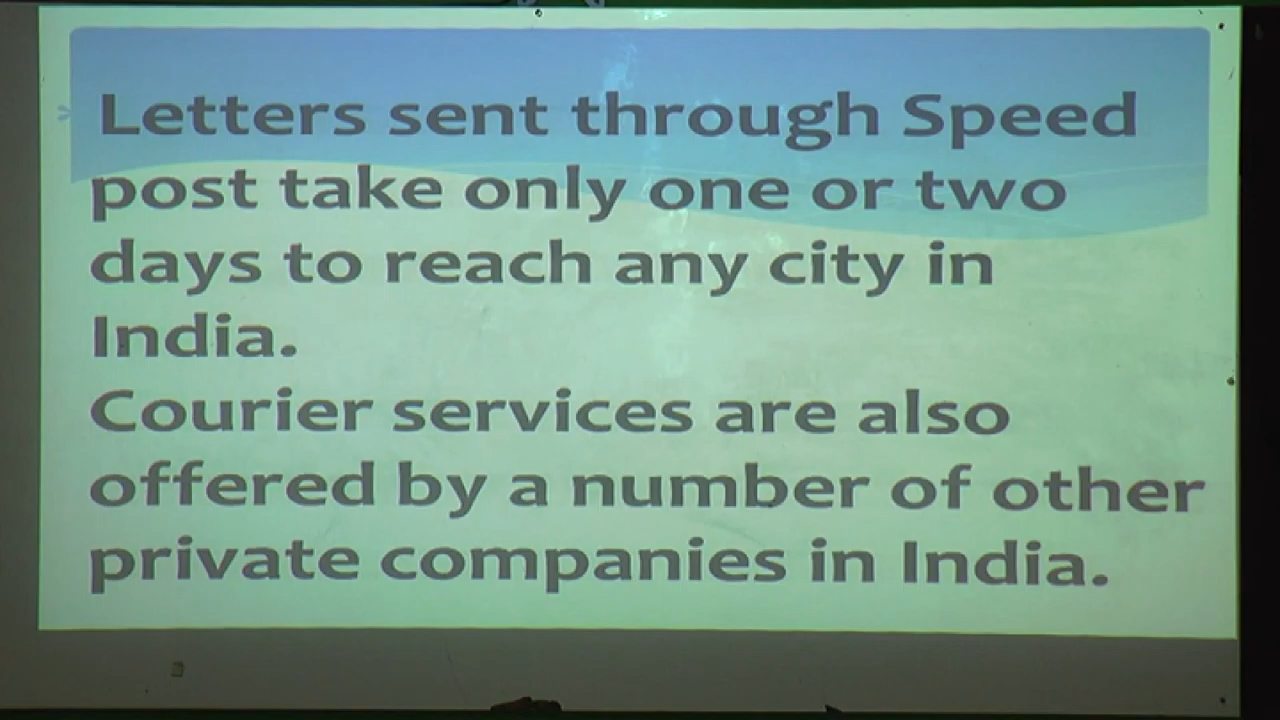 Letters sent through Speed
post take only one or two
days to reach any city in
India.
Courier services are also
offered by a number of other
private companies in India.